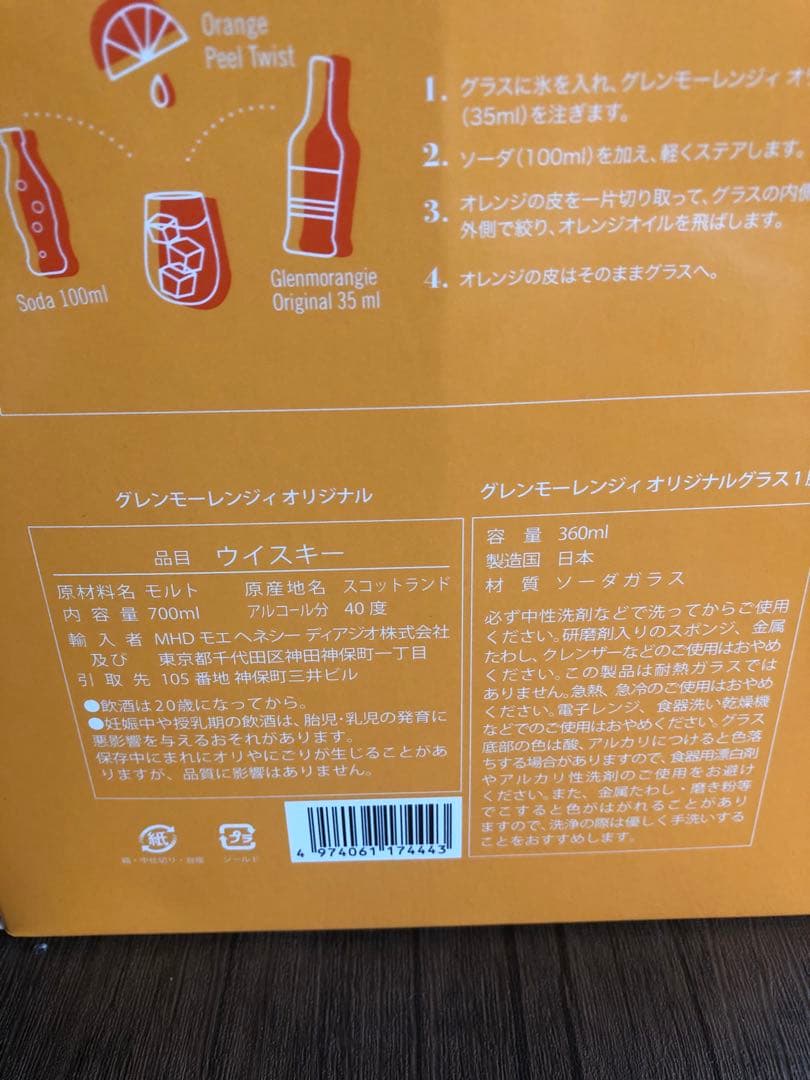 Orange
Peel Twist
Soda 100ml
Glenmorangie
Original 35 ml
1. グラスに氷を入れ、グレンモーレンジィ オリ
(35ml)を注ぎます。
2. ソーダ(100ml)を加え、軽くステアします。
3. オレンジの皮を一片切り取って、グラスの内側
外側で絞り、オレンジオイルを飛ばします。
4. オレンジの皮はそのままグラスへ。
グレンモーレンジィ オリジナル
品目 ウイスキー
原材料名 モルト 原産地名 スコットランド
内容量 700ml アルコール分 40度
輸入者 MHD モエ ヘネシー ディアジオ株式会社
及び 東京都千代田区神田神保町一丁目
引取先 105番地 神保町三井ビル
●飲酒は20歳になってから。
●妊娠中や授乳期の飲酒は、胎児・乳児の発育に
悪影響を与えるおそれがあります。
保存中にまれにオリやにごりが生じることがあ
りますが、品質に影響はありません。
紙
箱・中仕切り・台座
プラ
シールド
4 974061 174443
グレンモーレンジィ オリジナルグラス1
容量 360ml
製造国 日本
材質 ソーダガラス
必ず中性洗剤などで洗ってからご使用
ください。研磨剤入りのスポンジ、金属
たわし、クレンザーなどのご使用はおやめ
ください。この製品は耐熱ガラスでは
ありません。急熱、急冷のご使用はおやめ
ください。電子レンジ、食器洗い乾燥機
などでのご使用はおやめください。グラス
底部の色は酸、アルカリにつけると色落
ちする場合がありますので、食器用漂白剤
やアルカリ性洗剤のご使用をお避け
ください。また、金属たわし・磨き粉等
でこすると色がはがれることがあり
ますので、洗浄の際は優しく手洗いする
ことをおすすめします。